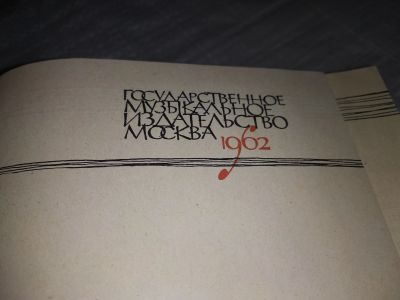 ГОСУДАРСТВЕННОЕ
МУЗЫКАЛЬНОЕ
ИЗДАТЕЛЬСТВО
МОСКВА 1962